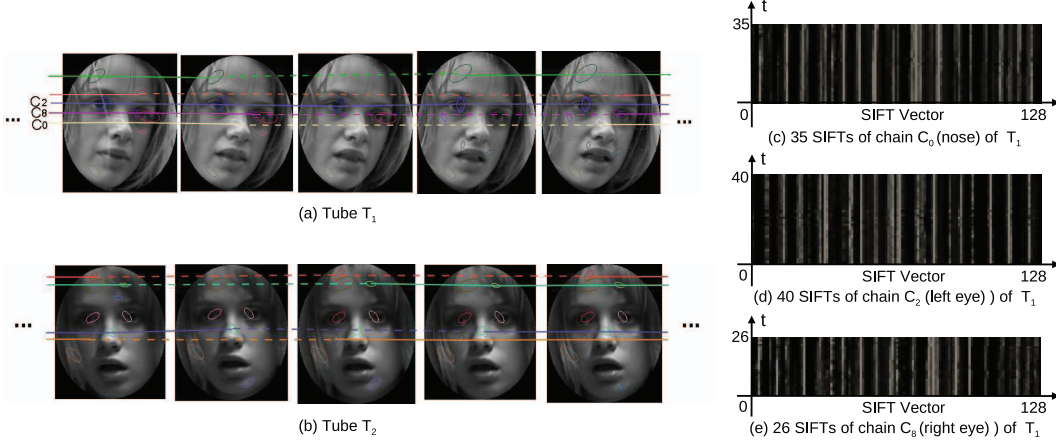 C2
C8
C0
... ...
(a) Tube T1
... ...
(b) Tube T2
t
35
0 SIFT Vector 128
(c) 35 SIFTs of chain C0 (nose) of T1
t
40
0 SIFT Vector 128
(d) 40 SIFTs of chain C2 (left eye) ) of T1
t
26
0 SIFT Vector 128
(e) 26 SIFTs of chain C8 (right eye) ) of T1